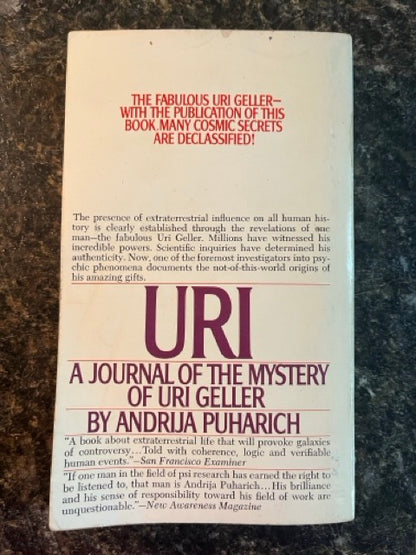 THE FABULOUS URI GELLER—
WITH THE PUBLICATION OF THIS
BOOK, MANY COSMIC SECRETS
ARE DECLASSIFIED!
The presence of extraterrestrial influence on all human his-
tory is clearly established through the revelations of one
man—the fabulous Uri Geller. Millions have witnessed his
incredible powers. Scientific inquiries have determined his
authenticity. Now, one of the foremost investigators into psy-
chic phenomena documents the not-of-this-world origins of
his amazing gifts.
URI
A JOURNAL OF THE MYSTERY
OF URI GELLER
BY ANDRIJA PUHARICH
"A book about extraterrestrial life that will provoke galaxies
of controversy...Told with coherence, logic and verifiable
human events."—San Francisco Examiner
"If one man in the field of psi research has earned the right to
be listened to, that man is Andrija Puharich...His brilliance
and his sense of responsibility toward his field of work are
unquestionable."—New Awareness Magazine